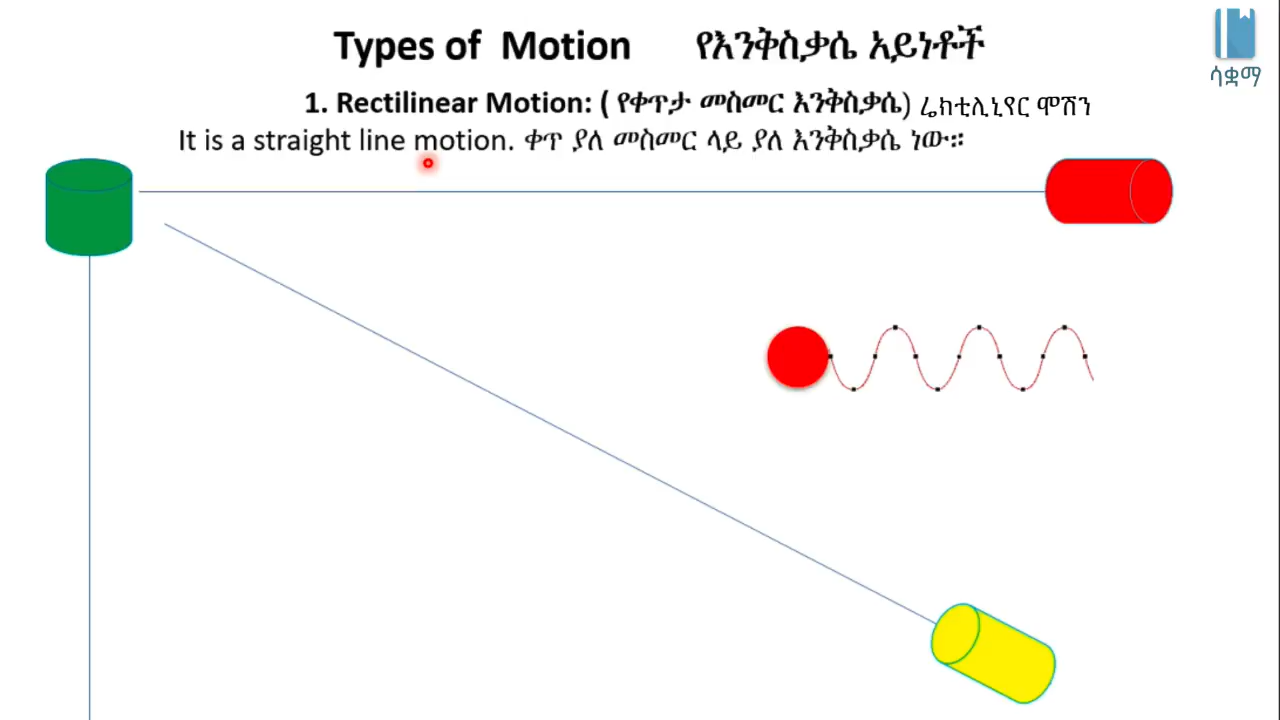 Types of Motion የእንቅስቃሴ አይነቶች
ሳቋማ
1. Rectilinear Motion: ( የቀጥታ መስመር እንቅስቃሴ) ሬክቲሊኒየር ሞሽን
It is a straight line motion. ቀጥ ያለ መስመር ላይ ያለ እንቅስቃሴ ነው።